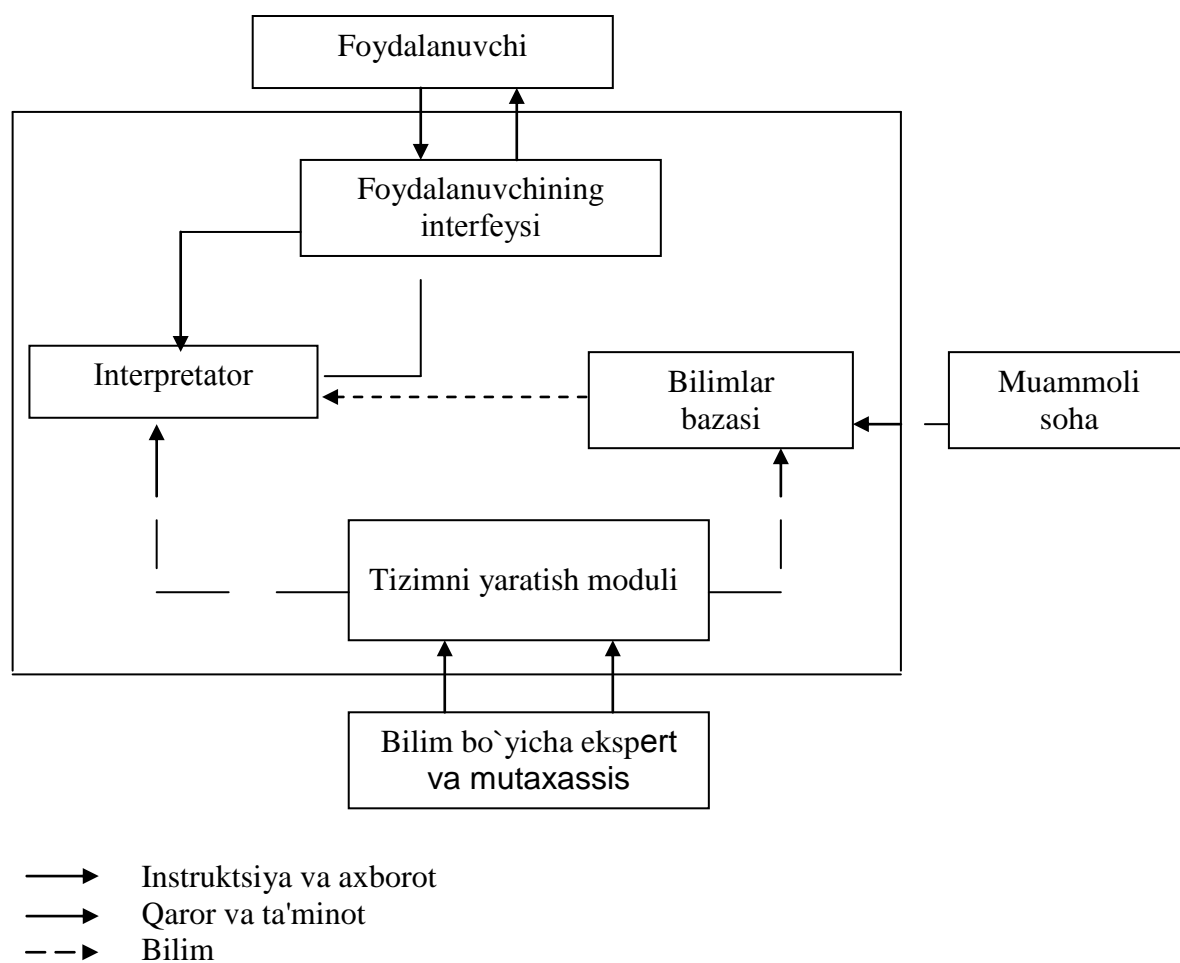 Foydalanuvchi
Foydalanuvchining
interfeysi
Interpretator
Bilimlar
bazasi
Muammoli
soha
Tizimni yaratish moduli
Bilim bo`yicha ekspert
va mutaxassis
Instruktsiya va axborot
Qaror va ta'minot
Bilim